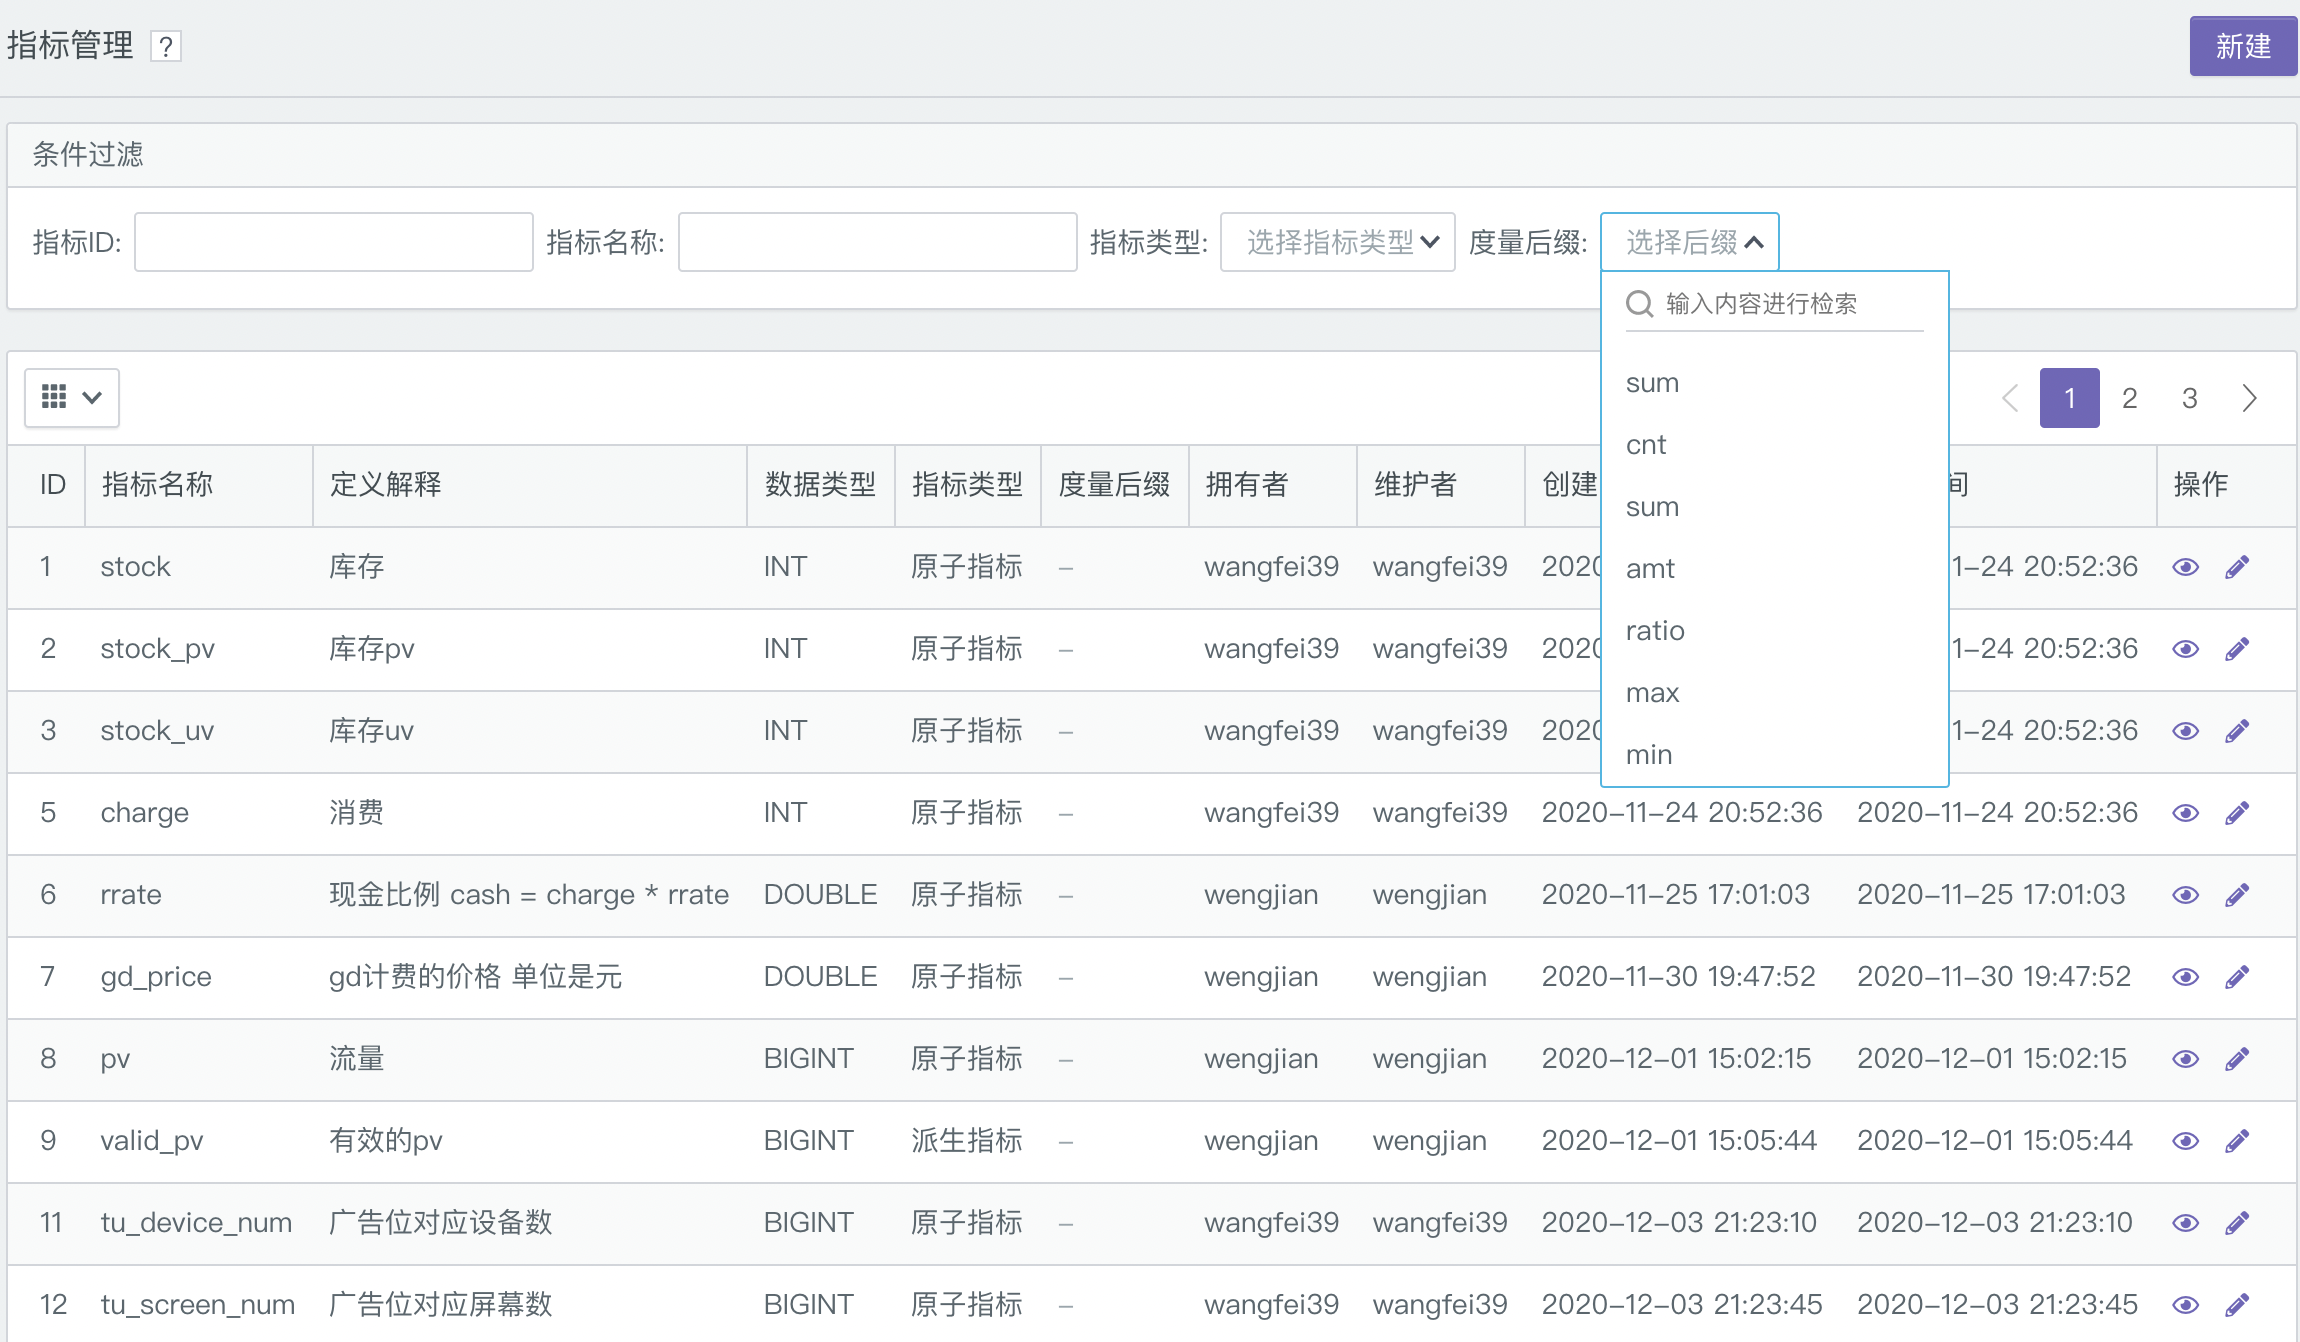 指标管理 ?
新建
条件过滤
指标ID: 指标名称: 指标类型: 选择指标类型 度量后缀: 选择后缀
输入内容进行检索
sum
cnt
sum
amt
ratio
max
min
1 2 3
ID 指标名称 定义解释 数据类型 指标类型 度量后缀 拥有者 维护者 创建 间 操作
1 stock 库存 INT 原子指标 – wangfei39 wangfei39 2020 1-24 20:52:36
2 stock_pv 库存pv INT 原子指标 – wangfei39 wangfei39 2020 1-24 20:52:36
3 stock_uv 库存uv INT 原子指标 – wangfei39 wangfei39 2020 1-24 20:52:36
5 charge 消费 INT 原子指标 – wangfei39 wangfei39 2020-11-24 20:52:36 2020-11-24 20:52:36
6 rrate 现金比例 cash = charge * rrate DOUBLE 原子指标 – wengjian wengjian 2020-11-25 17:01:03 2020-11-25 17:01:03
7 gd_price gd计费的价格 单位是元 DOUBLE 原子指标 – wengjian wengjian 2020-11-30 19:47:52 2020-11-30 19:47:52
8 pv 流量 BIGINT 原子指标 – wengjian wengjian 2020-12-01 15:02:15 2020-12-01 15:02:15
9 valid_pv 有效的pv BIGINT 派生指标 – wengjian wengjian 2020-12-01 15:05:44 2020-12-01 15:05:44
11 tu_device_num 广告位对应设备数 BIGINT 原子指标 – wangfei39 wangfei39 2020-12-03 21:23:10 2020-12-03 21:23:10
12 tu_screen_num 广告位对应屏幕数 BIGINT 原子指标 – wangfei39 wangfei39 2020-12-03 21:23:45 2020-12-03 21:23:45